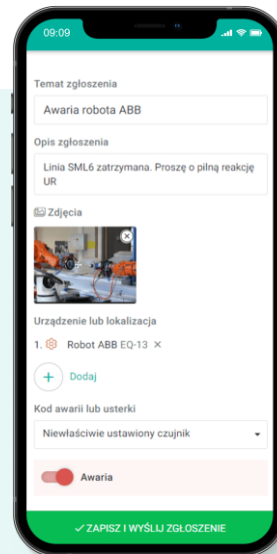 09:09
Temat zgłoszenia
Awaria robota ABB
Opis zgłoszenia
Linia SML6 zatrzymana. Proszę o pilną reakcję
UR
Zdjęcia
Urządzenie lub lokalizacja
1. Robot ABB EQ-13 ×
+ Dodaj
Kod awarii lub usterki
Niewłaściwie ustawiony czujnik
Awaria
✓ ZAPISZ I WYŚLIJ ZGŁOSZENIE